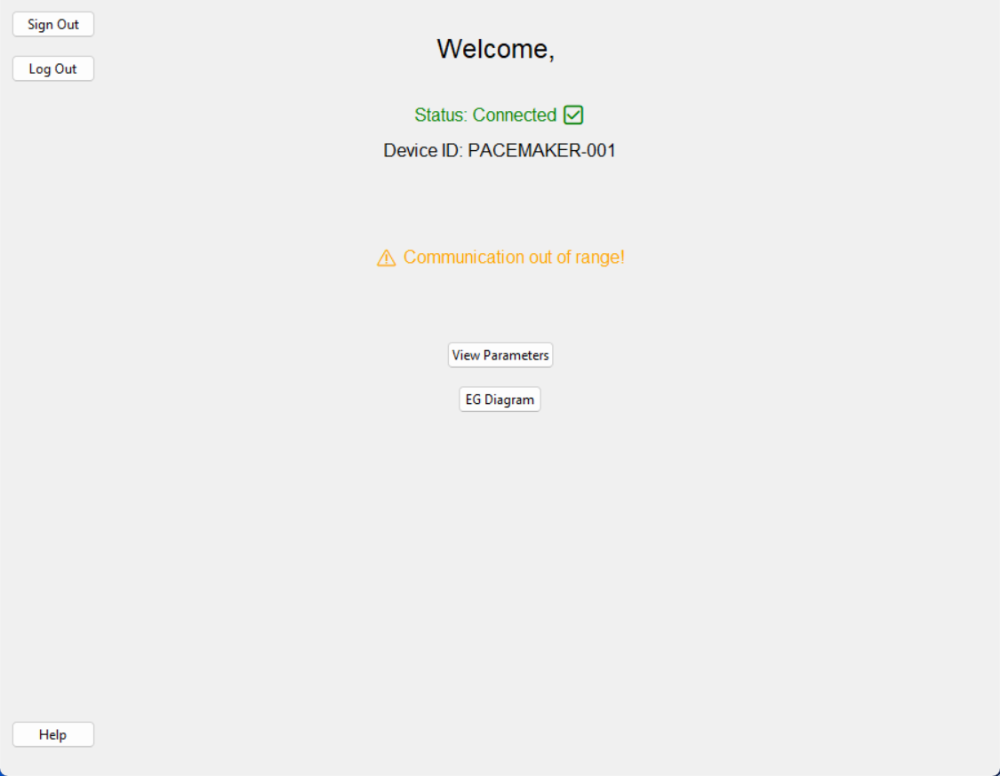 Sign Out
Log Out
Welcome,
Status: Connected
Device ID: PACEMAKER-001
Communication out of range!
View Parameters
EG Diagram
Help